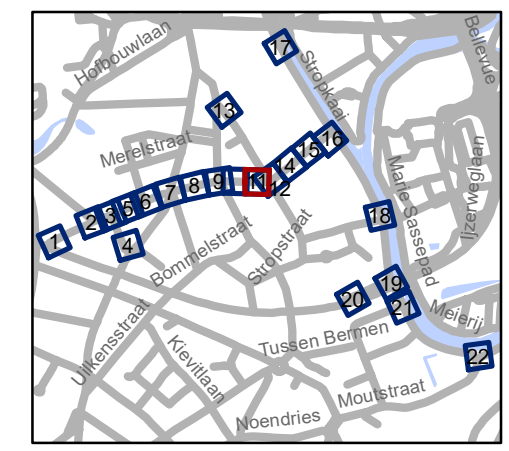 Hofbouwlaan
17
Stropkaai
Bellevue
13
Merelstraat
16
15
14
12
11
9
8
7
6
5
3
2
1
4
Bommelstraat
Stropstraat
18
Marie Sassepad
Ijzerweglaan
19
20
21
Meierij
22
Uilkensstraat
Kievitlaan
Tussen Bermen
Moutstraat
Noendries